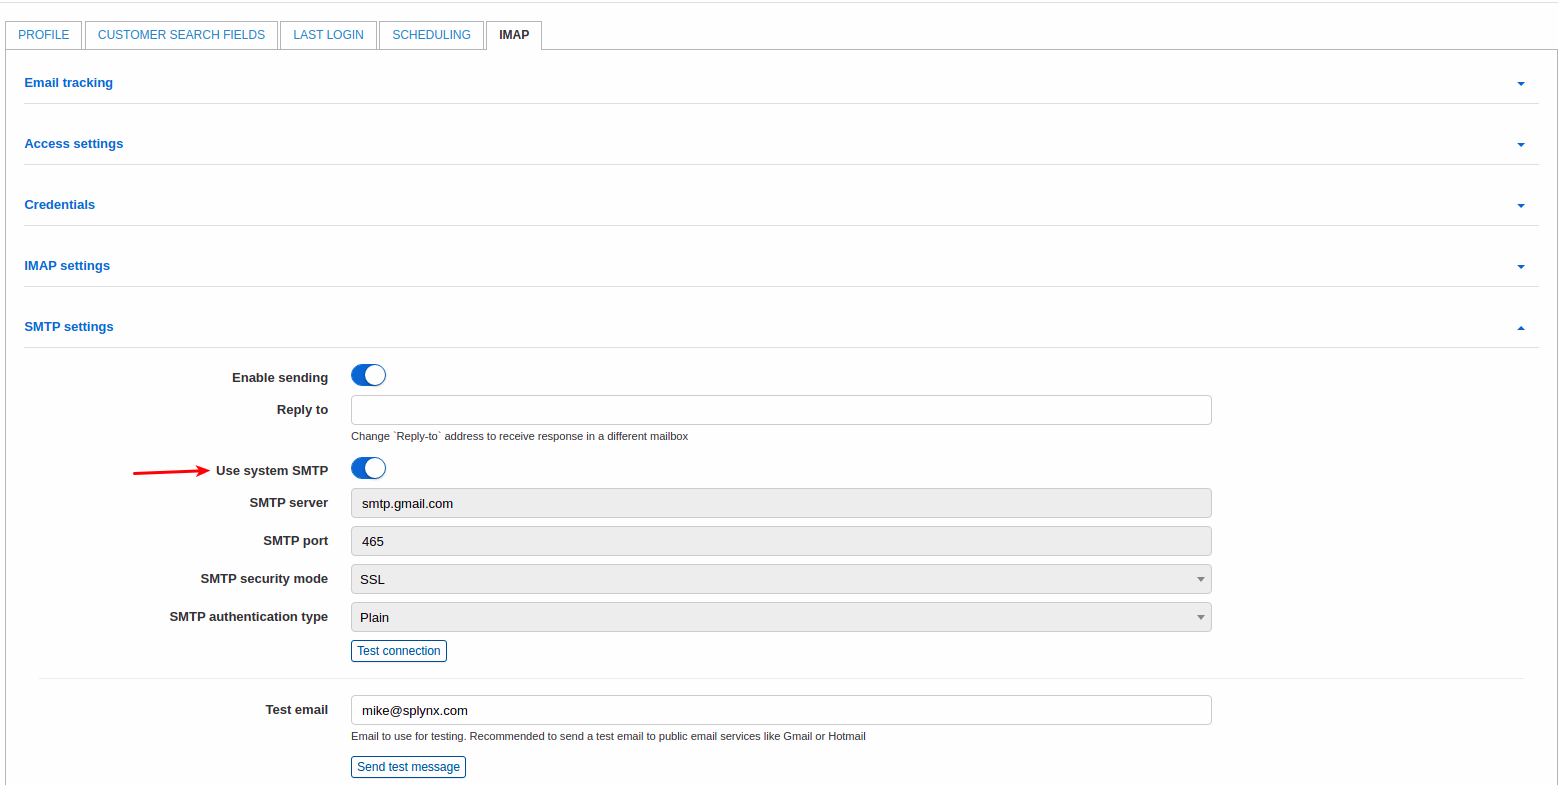 PROFILE CUSTOMER SEARCH FIELDS LAST LOGIN SCHEDULING IMAP
Email tracking
Access settings
Credentials
IMAP settings
SMTP settings
Enable sending
Reply to
Change `Reply-to` address to receive response in a different mailbox
Use system SMTP
SMTP server smtp.gmail.com
SMTP port 465
SMTP security mode SSL
SMTP authentication type Plain
Test connection
Test email mike@splynx.com
Email to use for testing. Recommended to send a test email to public email services like Gmail or Hotmail
Send test message